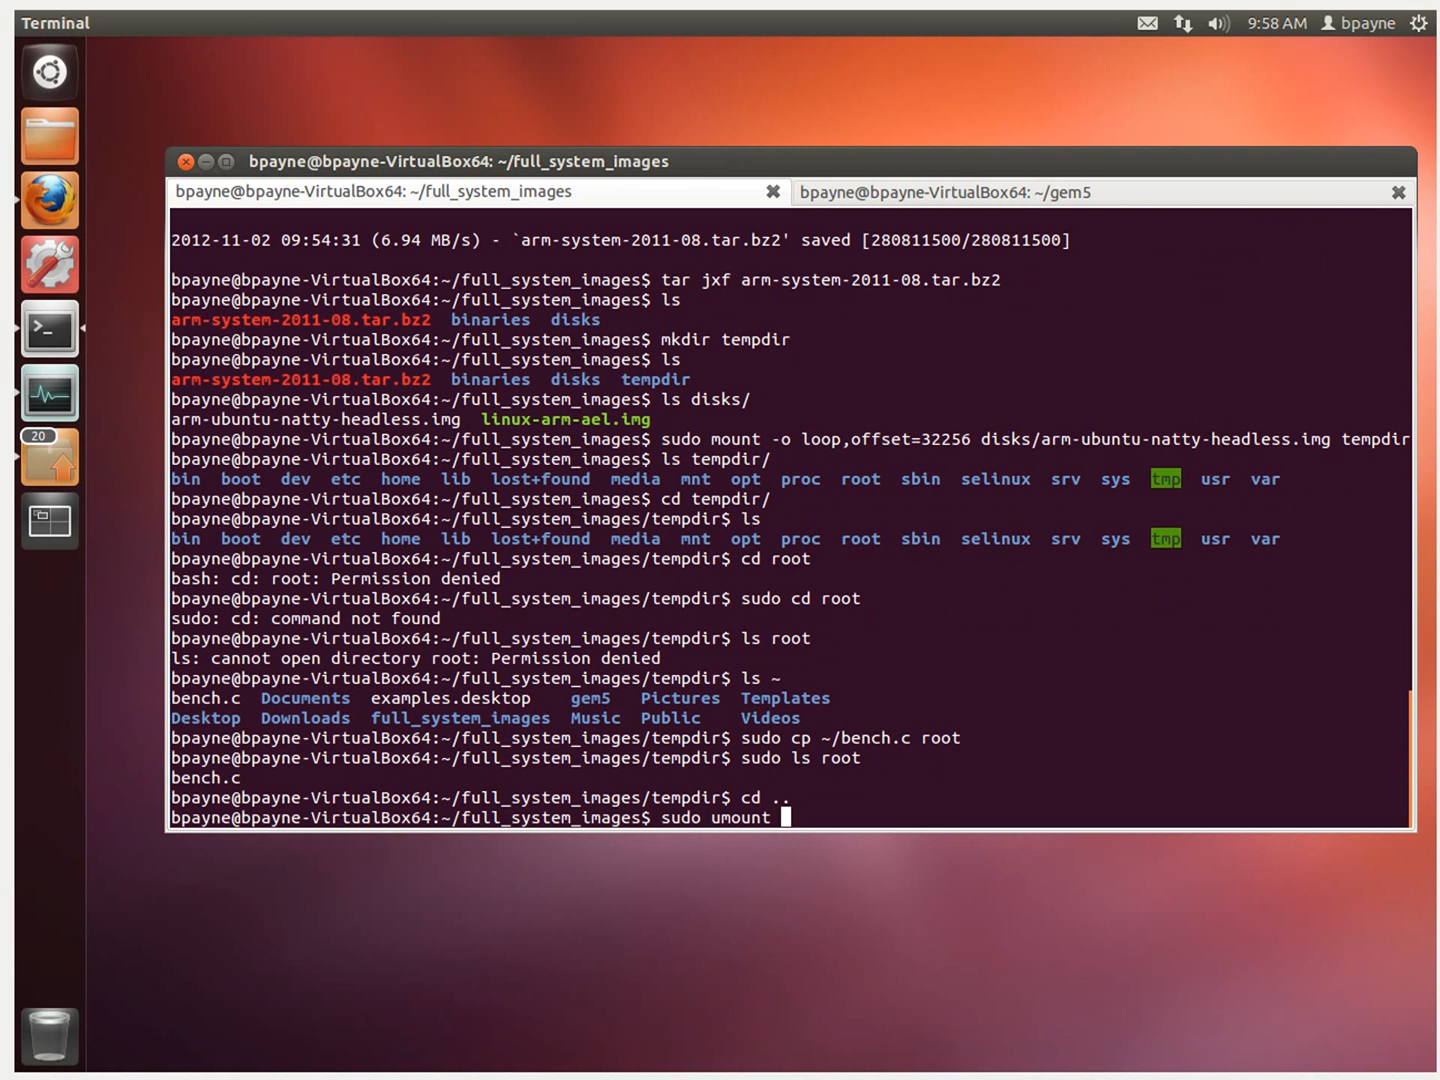 Terminal
9:58 AM bpayne
bpayne@bpayne-VirtualBox64: ~/full_system_images
bpayne@bpayne-VirtualBox64: ~/full_system_images
bpayne@bpayne-VirtualBox64: ~/gem5
2012-11-02 09:54:31 (6.94 MB/s) - `arm-system-2011-08.tar.bz2' saved [280811500/280811500]
bpayne@bpayne-VirtualBox64:~/full_system_images$ tar jxf arm-system-2011-08.tar.bz2
bpayne@bpayne-VirtualBox64:~/full_system_images$ ls
arm-system-2011-08.tar.bz2  binaries  disks
bpayne@bpayne-VirtualBox64:~/full_system_images$ mkdir tempdir
bpayne@bpayne-VirtualBox64:~/full_system_images$ ls
arm-system-2011-08.tar.bz2  binaries  disks  tempdir
bpayne@bpayne-VirtualBox64:~/full_system_images$ ls disks/
arm-ubuntu-natty-headless.img  linux-arm-ael.img
bpayne@bpayne-VirtualBox64:~/full_system_images$ sudo mount -o loop,offset=32256 disks/arm-ubuntu-natty-headless.img tempdir
bpayne@bpayne-VirtualBox64:~/full_system_images$ ls tempdir/
bin  boot  dev  etc  home  lib  lost+found  media  mnt  opt  proc  root  sbin  selinux  srv  sys  tmp  usr  var
bpayne@bpayne-VirtualBox64:~/full_system_images$ cd tempdir/
bpayne@bpayne-VirtualBox64:~/full_system_images/tempdir$ ls
bin  boot  dev  etc  home  lib  lost+found  media  mnt  opt  proc  root  sbin  selinux  srv  sys  tmp  usr  var
bpayne@bpayne-VirtualBox64:~/full_system_images/tempdir$ cd root
bash: cd: root: Permission denied
bpayne@bpayne-VirtualBox64:~/full_system_images/tempdir$ sudo cd root
sudo: cd: command not found
bpayne@bpayne-VirtualBox64:~/full_system_images/tempdir$ ls root
ls: cannot open directory root: Permission denied
bpayne@bpayne-VirtualBox64:~/full_system_images/tempdir$ ls ~
bench.c  Documents  examples.desktop  gem5  Pictures  Templates
Desktop  Downloads  full_system_images  Music  Public  Videos
bpayne@bpayne-VirtualBox64:~/full_system_images/tempdir$ sudo cp ~/bench.c root
bpayne@bpayne-VirtualBox64:~/full_system_images/tempdir$ sudo ls root
bench.c
bpayne@bpayne-VirtualBox64:~/full_system_images/tempdir$ cd ..
bpayne@bpayne-VirtualBox64:~/full_system_images$ sudo umount
20